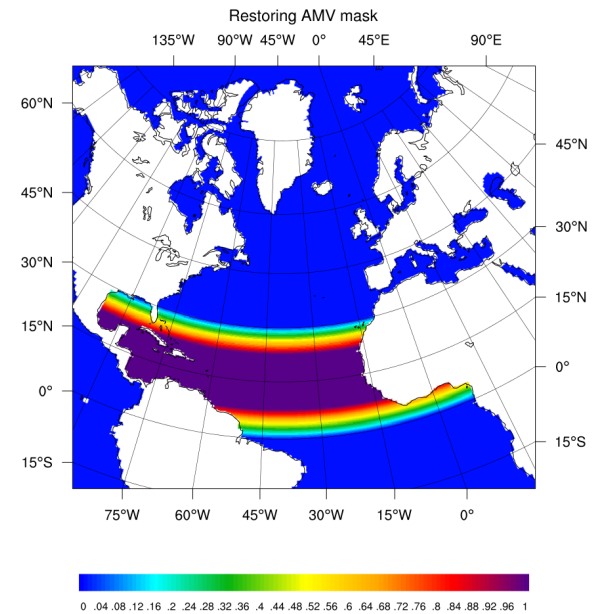 Restoring AMV mask
135°W 90°W 45°W 0° 45°E 90°E
60°N
45°N
45°N
30°N
30°N
15°N
15°N
0°
0°
15°S
15°S
75°W 60°W 45°W 30°W 15°W 0°
0 .04 .08 .12 .16 .2 .24 .28 .32 .36 .4 .44 .48 .52 .56 .6 .64 .68 .72 .76 .8 .84 .88 .92 .96 1